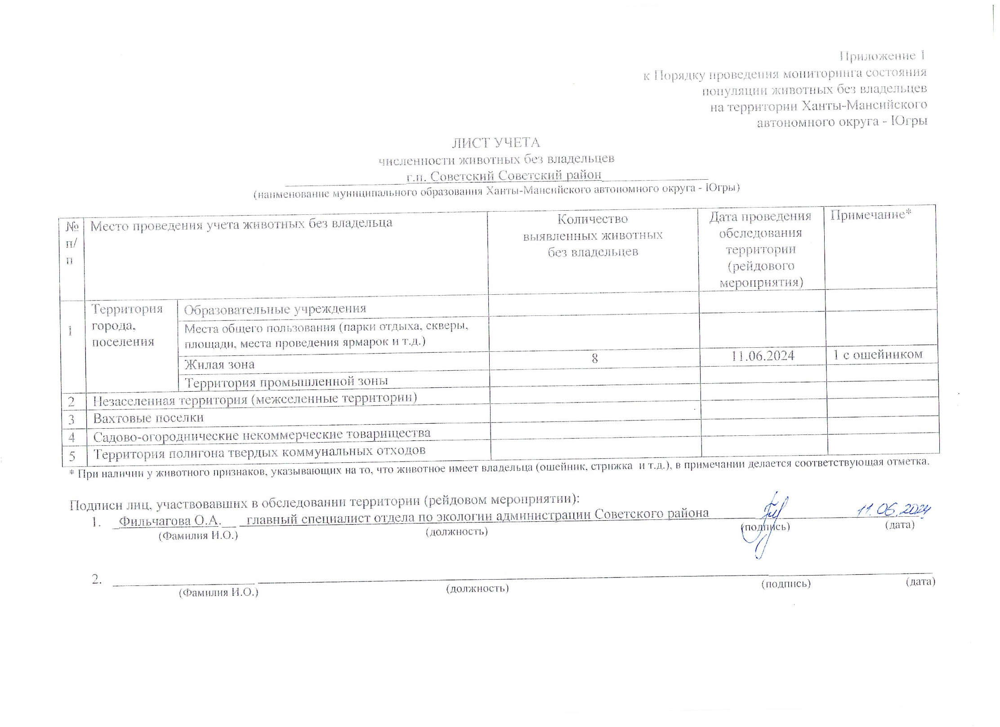 Приложение 1
к Порядку проведения мониторинга состояния
популяции животных без владельцев
на территории Ханты-Мансийского
автономного округа - Югры
ЛИСТ УЧЕТА
численности животных без владельцев
г.п. Советский Советский район
(наименование муниципального образования Ханты-Мансийского автономного округа - Югры)
№ п/п
Место проведения учета животных без владельца
Количество
выявленных животных
без владельцев
Дата проведения
обследования
территории
(рейдового
мероприятия)
Примечание*
1
Территория
города,
поселения
Образовательные учреждения
Места общего пользования (парки отдыха, скверы,
площади, места проведения ярмарок и т.д.)
Жилая зона 8 11.06.2024 1 с ошейником
Территория промышленной зоны
2 Незаселенная территория (межселенные территории)
3 Вахтовые поселки
4 Садово-огороднические некоммерческие товарищества
5 Территория полигона твердых коммунальных отходов
* При наличии у животного признаков, указывающих на то, что животное имеет владельца (ошейник, стрижка и т.д.), в примечании делается соответствующая отметка.
Подписи лиц, участвовавших в обследовании территории (рейдовом мероприятии):
1. Фильчагова О.А. главный специалист отдела по экологии администрации Советского района 11.06.2024
(Фамилия И.О.) (должность) (подпись) (дата)
2.
(Фамилия И.О.) (должность) (подпись) (дата)